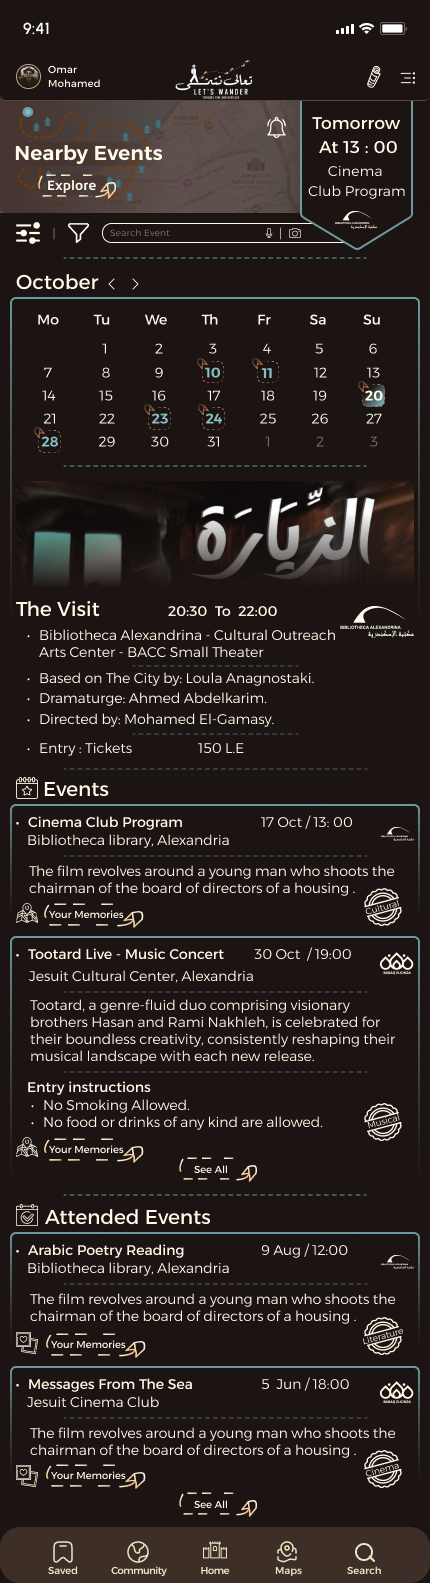 9:41
Omar
Mohamed
تعالى نتمشى
LET'S WANDER
Tomorrow
At 13 : 00
Cinema
Club Program
Nearby Events
Explore
Search Event
October
Mo Tu We Th Fr Sa Su
1 2 3 4 5 6
7 8 9 10 11 12 13
14 15 16 17 18 19 20
21 22 23 24 25 26 27
28 29 30 31 1 2 3
الزِّيَارَة
The Visit 20:30 To 22:00
BIBLIOTHECA ALEXANDRINA
مكتبة الإسكندرية
• Bibliotheca Alexandrina - Cultural Outreach
Arts Center - BACC Small Theater
• Based on The City by: Loula Anagnostaki.
• Dramaturge: Ahmed Abdelkarim.
• Directed by: Mohamed El-Gamasy.
• Entry : Tickets 150 L.E
Events
• Cinema Club Program 17 Oct / 13: 00
Bibliotheca library, Alexandria
The film revolves around a young man who shoots the
chairman of the board of directors of a housing .
Your Memories
Cultural
• Tootard Live - Music Concert 30 Oct / 19:00
Jesuit Cultural Center, Alexandria
Tootard, a genre-fluid duo comprising visionary
brothers Hasan and Rami Nakhleh, is celebrated for
their boundless creativity, consistently reshaping their
musical landscape with each new release.
Entry instructions
• No Smoking Allowed.
• No food or drinks of any kind are allowed.
Musical
Your Memories
See All
Attended Events
• Arabic Poetry Reading 9 Aug / 12:00
Bibliotheca library, Alexandria
The film revolves around a young man who shoots the
chairman of the board of directors of a housing .
Your Memories
Literature
• Messages From The Sea 5 Jun / 18:00
Jesuit Cinema Club
The film revolves around a young man who shoots the
chairman of the board of directors of a housing .
Your Memories
Cinema
See All
Saved Community Home Maps Search